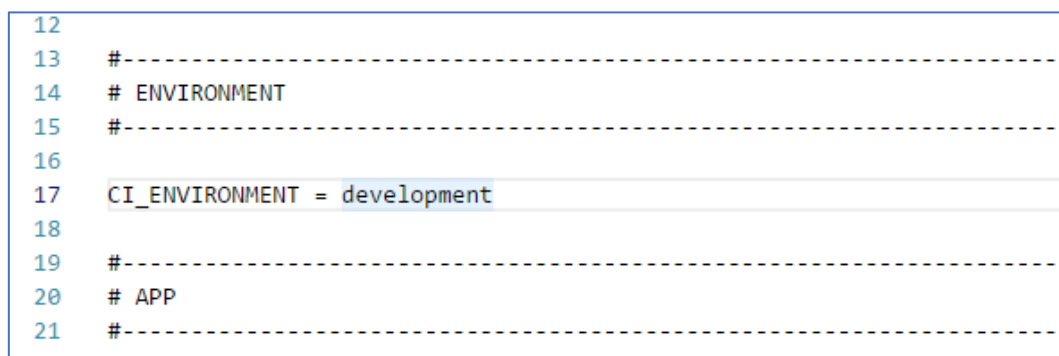 12
13 #--------------------------------------------------------------------
14 # ENVIRONMENT
15 #--------------------------------------------------------------------
16
17 CI_ENVIRONMENT = development
18
19 #--------------------------------------------------------------------
20 # APP
21 #--------------------------------------------------------------------